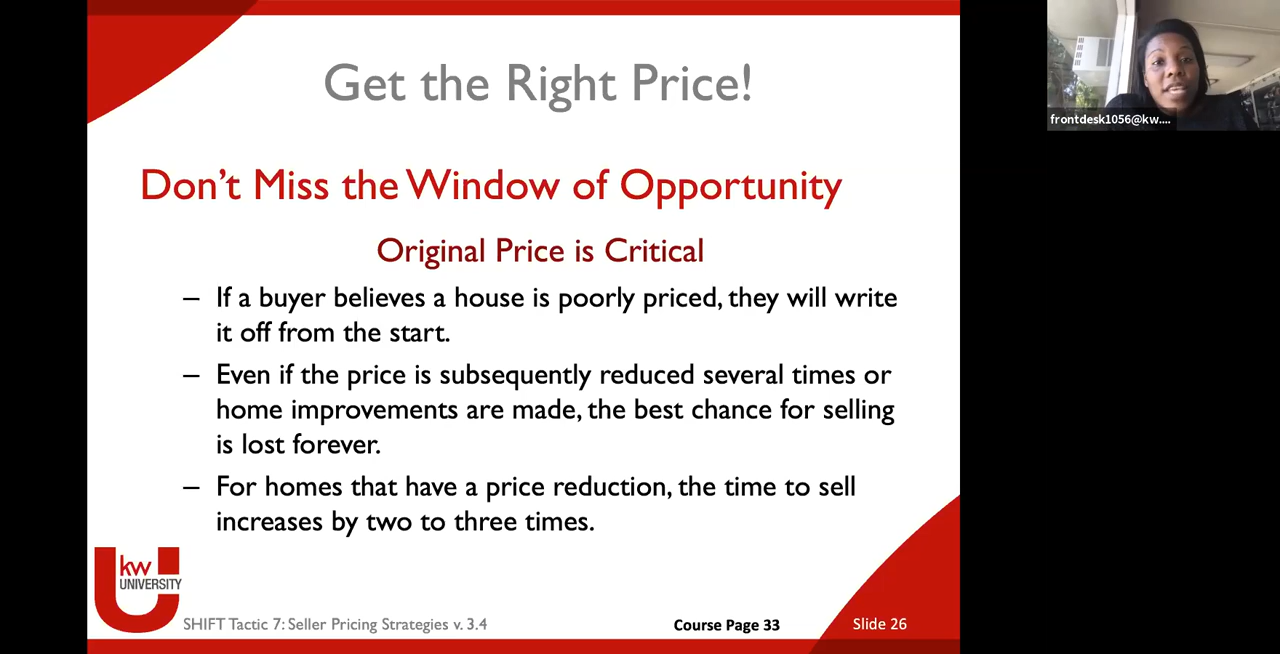 Get the Right Price!
frontdesk1056@kw....
Don't Miss the Window of Opportunity
Original Price is Critical
– If a buyer believes a house is poorly priced, they will write
it off from the start.
– Even if the price is subsequently reduced several times or
home improvements are made, the best chance for selling
is lost forever.
– For homes that have a price reduction, the time to sell
increases by two to three times.
kw
UNIVERSITY
SHIFT Tactic 7: Seller Pricing Strategies v. 3.4
Course Page 33
Slide 26